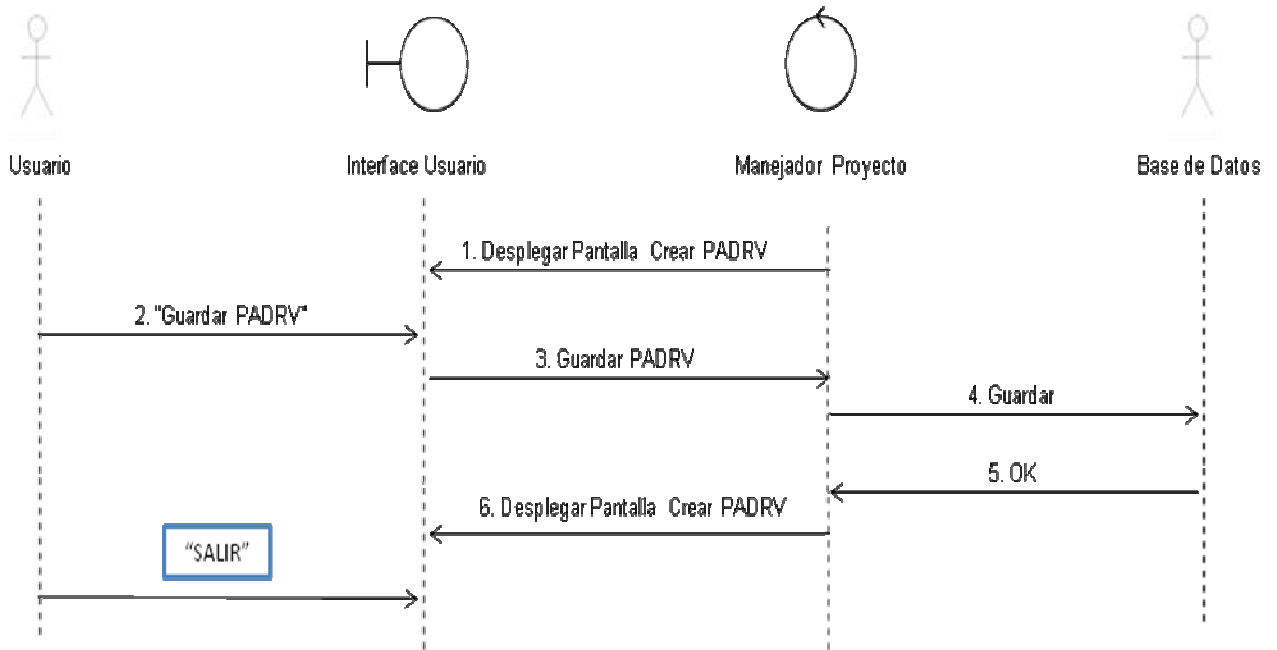 Usuario
Interface Usuario
Manejador Proyecto
Base de Datos
1. Desplegar Pantalla Crear PADRV
2. "Guardar PADRV"
3. Guardar PADRV
4. Guardar
5. OK
6. Desplegar Pantalla Crear PADRV
“SALIR”